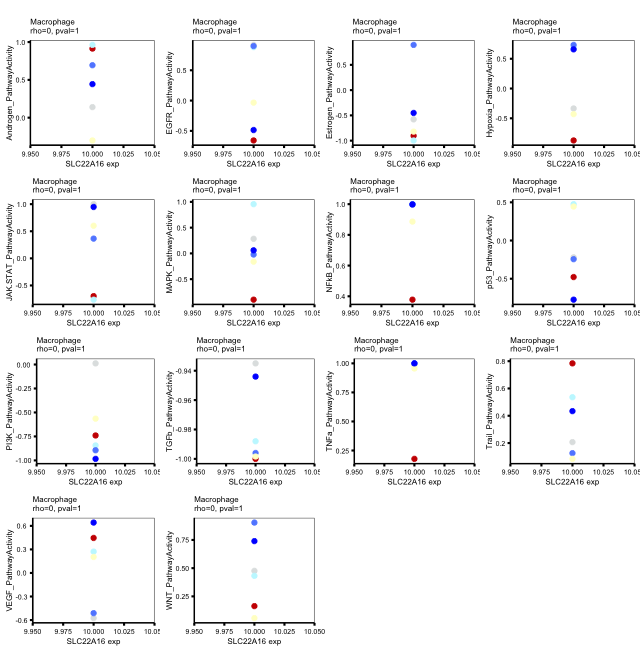 Macrophage
rho=0, pval=1
Androgen_PathwayActivity
1.0
0.5
0.0
9.950 9.975 10.000 10.025 10.05
SLC22A16 exp
Macrophage
rho=0, pval=1
EGFR_PathwayActivity
0.5
0.0
-0.5
9.950 9.975 10.000 10.025 10.05
SLC22A16 exp
Macrophage
rho=0, pval=1
Estrogen_PathwayActivity
0.5
0.0
-0.5
-1.0
9.950 9.975 10.000 10.025 10.05
SLC22A16 exp
Macrophage
rho=0, pval=1
Hypoxia_PathwayActivity
0.5
0.0
-0.5
9.950 9.975 10.000 10.025 10.05
SLC22A16 exp
Macrophage
rho=0, pval=1
JAK.STAT_PathwayActivity
1.0
0.5
0.0
-0.5
9.950 9.975 10.000 10.025 10.05
SLC22A16 exp
Macrophage
rho=0, pval=1
MAPK_PathwayActivity
1.0
0.5
0.0
-0.5
9.950 9.975 10.000 10.025 10.05
SLC22A16 exp
Macrophage
rho=0, pval=1
NFkB_PathwayActivity
1.0
0.8
0.6
0.4
9.950 9.975 10.000 10.025 10.05
SLC22A16 exp
Macrophage
rho=0, pval=1
p53_PathwayActivity
0.5
0.0
-0.5
9.950 9.975 10.000 10.025 10.05
SLC22A16 exp
Macrophage
rho=0, pval=1
PI3K_PathwayActivity
0.00
-0.25
-0.50
-0.75
-1.00
9.950 9.975 10.000 10.025 10.05
SLC22A16 exp
Macrophage
rho=0, pval=1
TGFb_PathwayActivity
-0.94
-0.96
-0.98
-1.00
9.950 9.975 10.000 10.025 10.05
SLC22A16 exp
Macrophage
rho=0, pval=1
TNFa_PathwayActivity
1.00
0.75
0.50
0.25
9.950 9.975 10.000 10.025 10.05
SLC22A16 exp
Macrophage
rho=0, pval=1
Trail_PathwayActivity
0.8
0.6
0.4
0.2
9.950 9.975 10.000 10.025 10.05
SLC22A16 exp
Macrophage
rho=0, pval=1
VEGF_PathwayActivity
0.6
0.3
0.0
-0.3
-0.6
9.950 9.975 10.000 10.025 10.05
SLC22A16 exp
Macrophage
rho=0, pval=1
WNT_PathwayActivity
0.75
0.50
0.25
9.950 9.975 10.000 10.025 10.050
SLC22A16 exp